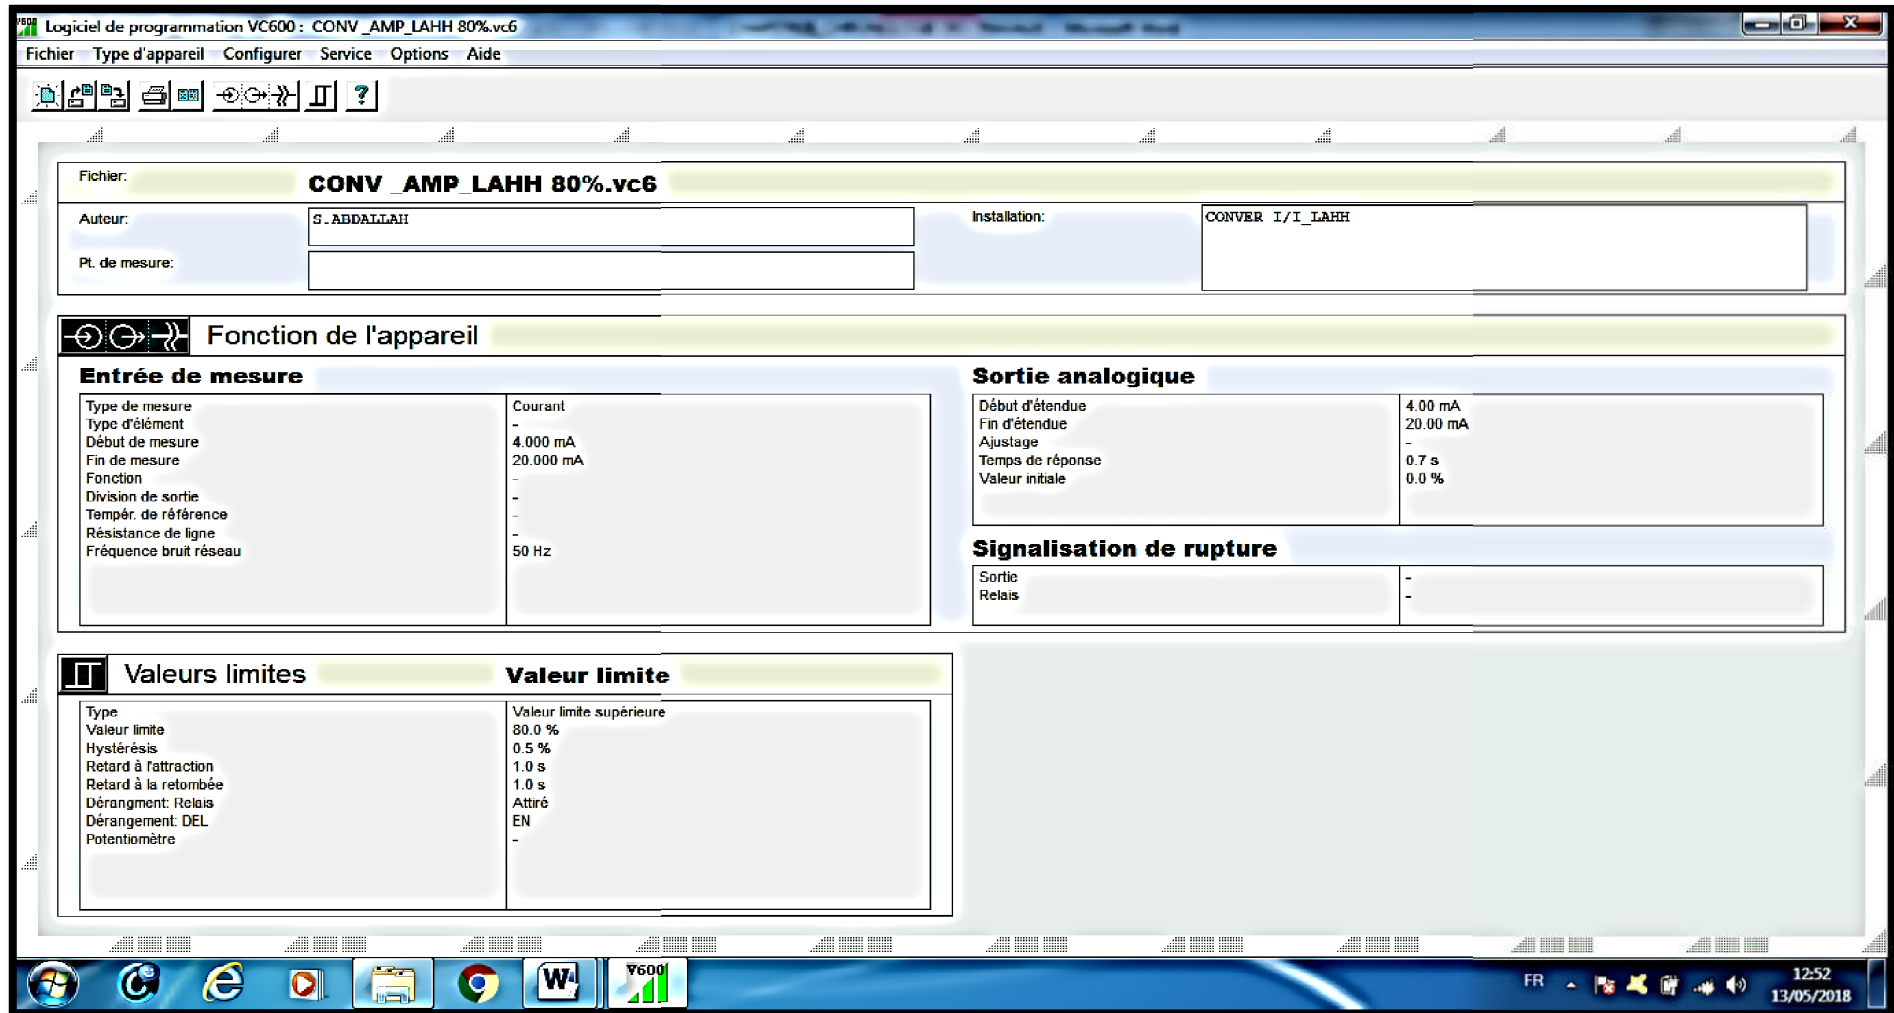 Logiciel de programmation VC600 : CONV _AMP_LAHH 80%.vc6
Fichier Type d'appareil Configurer Service Options Aide
Fichier: CONV _AMP_LAHH 80%.vc6
Auteur: S.ABDALLAH
Installation: CONVER I/I_LAHH
Pt. de mesure:
Fonction de l'appareil
Entrée de mesure
Type de mesure Courant
Type d'élément -
Début de mesure 4.000 mA
Fin de mesure 20.000 mA
Fonction -
Division de sortie -
Tempér. de référence -
Résistance de ligne -
Fréquence bruit réseau 50 Hz
Sortie analogique
Début d'étendue 4.00 mA
Fin d'étendue 20.00 mA
Ajustage -
Temps de réponse 0.7 s
Valeur initiale 0.0 %
Signalisation de rupture
Sortie -
Relais -
Valeurs limites Valeur limite
Type Valeur limite supérieure
Valeur limite 80.0 %
Hystérésis 0.5 %
Retard à l'attraction 1.0 s
Retard à la retombée 1.0 s
Dérangment: Relais Attiré
Dérangement: DEL EN
Potentiomètre -
V600
FR
12:52
13/05/2018